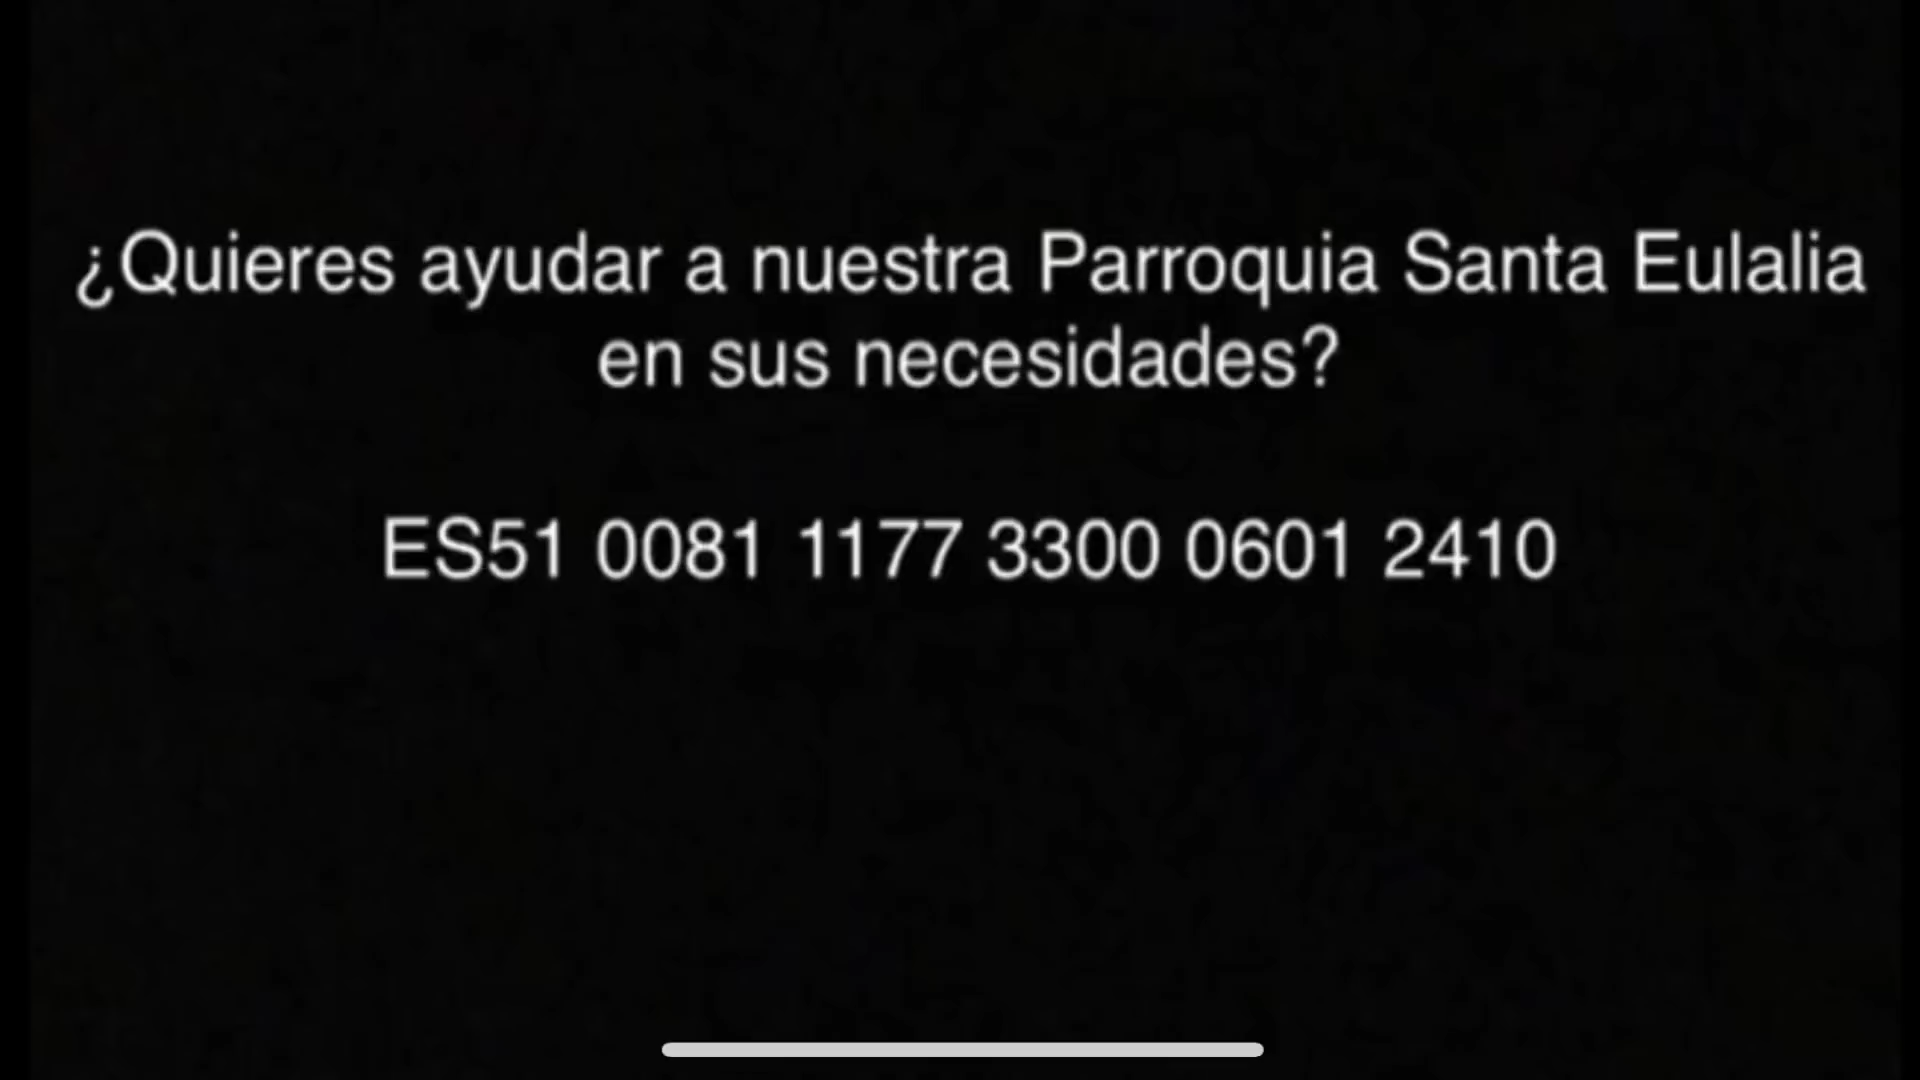 ¿Quieres ayudar a nuestra Parroquia Santa Eulalia
en sus necesidades?
ES51 0081 1177 3300 0601 2410